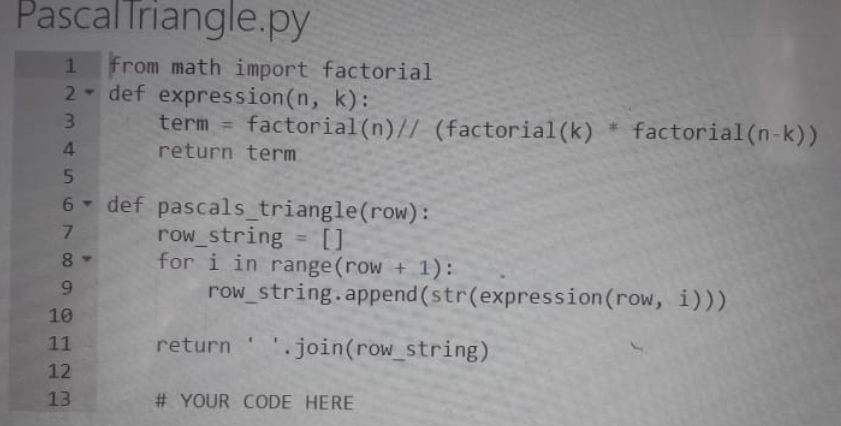 PascalTriangle.py
1 from math import factorial
2 def expression(n, k):
3 term = factorial(n)// (factorial(k) * factorial(n-k))
4 return term
5
6 def pascals_triangle(row):
7 row_string = []
8 for i in range(row + 1):
9 row_string.append(str(expression(row, i)))
10
11 return ' '.join(row_string)
12
13 # YOUR CODE HERE